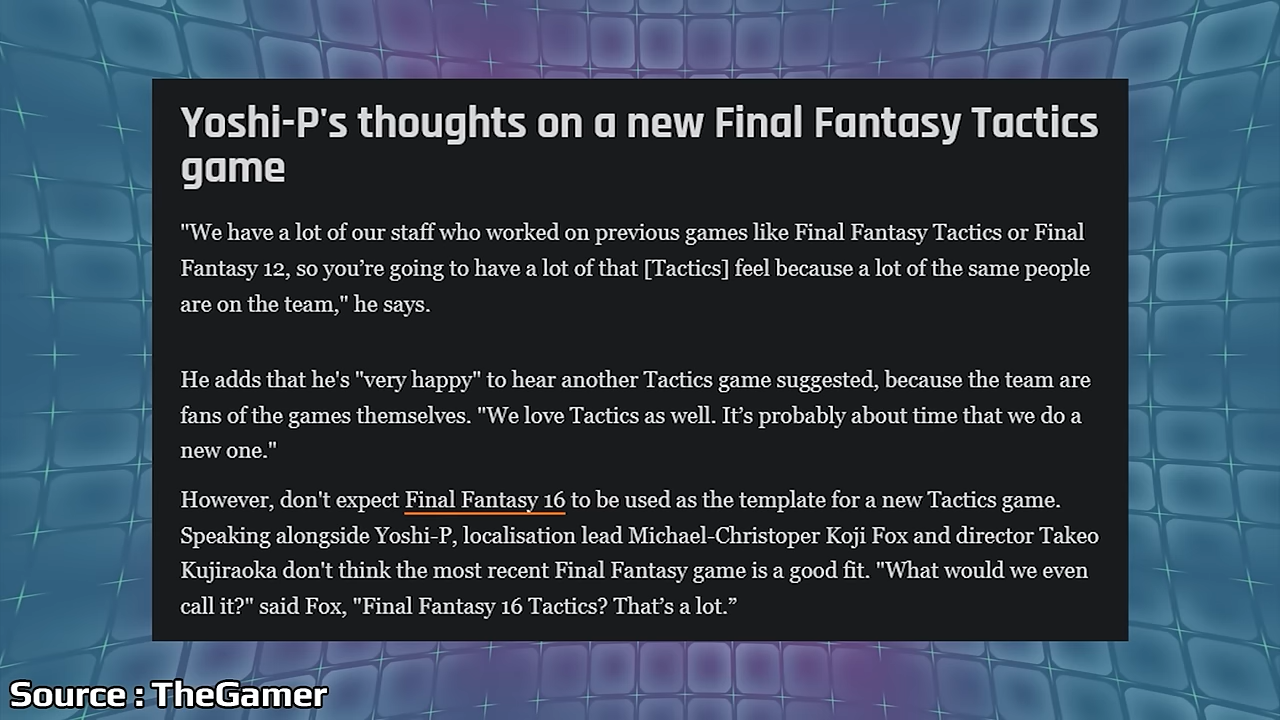 Yoshi-P's thoughts on a new Final Fantasy Tactics
game
"We have a lot of our staff who worked on previous games like Final Fantasy Tactics or Final
Fantasy 12, so you’re going to have a lot of that [Tactics] feel because a lot of the same people
are on the team," he says.
He adds that he's "very happy" to hear another Tactics game suggested, because the team are
fans of the games themselves. "We love Tactics as well. It’s probably about time that we do a
new one."
However, don't expect Final Fantasy 16 to be used as the template for a new Tactics game.
Speaking alongside Yoshi-P, localisation lead Michael-Christoper Koji Fox and director Takeo
Kujiraoka don't think the most recent Final Fantasy game is a good fit. "What would we even
call it?" said Fox, "Final Fantasy 16 Tactics? That’s a lot.”
Source : TheGamer